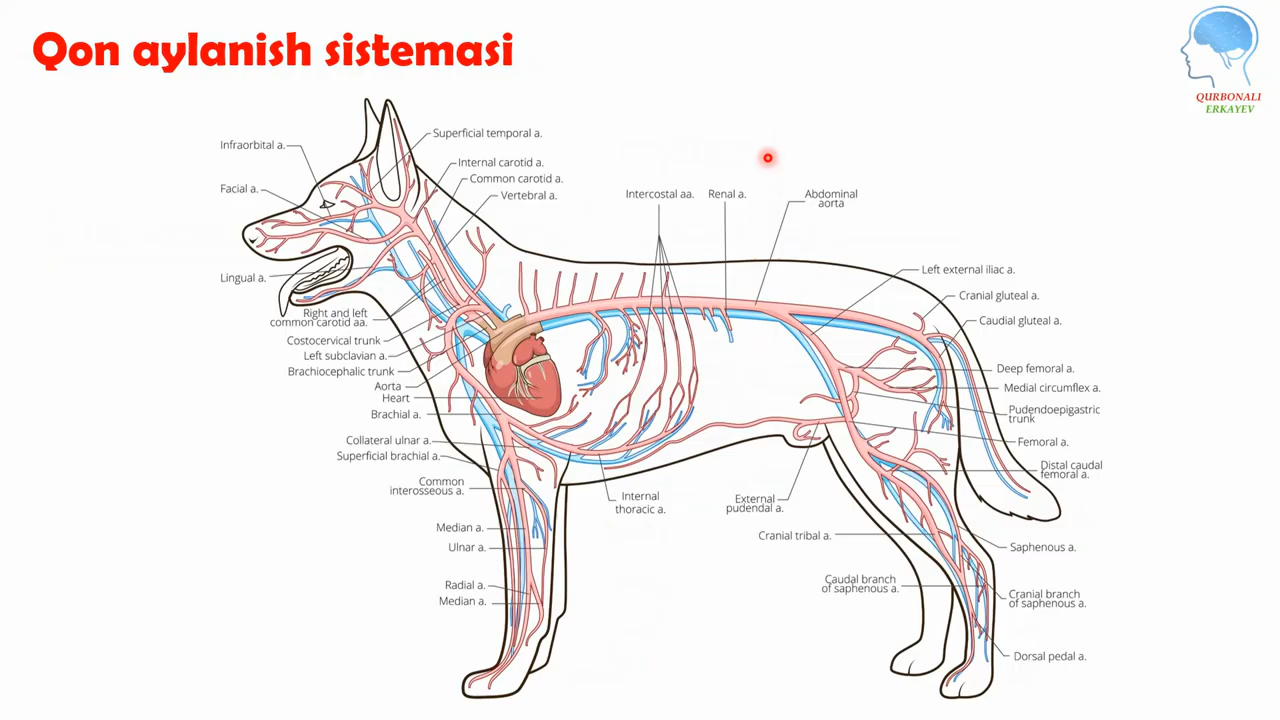 Qon aylanish sistemasi
QURBONALI
ERKAYEV
Superficial temporal a.
Infraorbital a.
Internal carotid a.
Common carotid a.
Facial a.
Vertebral a.
Intercostal aa.
Renal a.
Abdominal
aorta
Left external iliac a.
Lingual a.
Cranial gluteal a.
Right and left
common carotid aa.
Caudial gluteal a.
Costocervical trunk
Left subclavian a.
Brachiocephalic trunk
Deep femoral a.
Aorta
Medial circumflex a.
Heart
Brachial a.
Pudendoepigastric
trunk
Collateral ulnar a.
Femoral a.
Superficial brachial a.
Distal caudal
femoral a.
Common
interosseous a.
Internal
thoracic a.
External
pudendal a.
Median a.
Cranial tribal a.
Ulnar a.
Saphenous a.
Radial a.
Caudal branch
of saphenous a.
Median a.
Cranial branch
of saphenous a.
Dorsal pedal a.